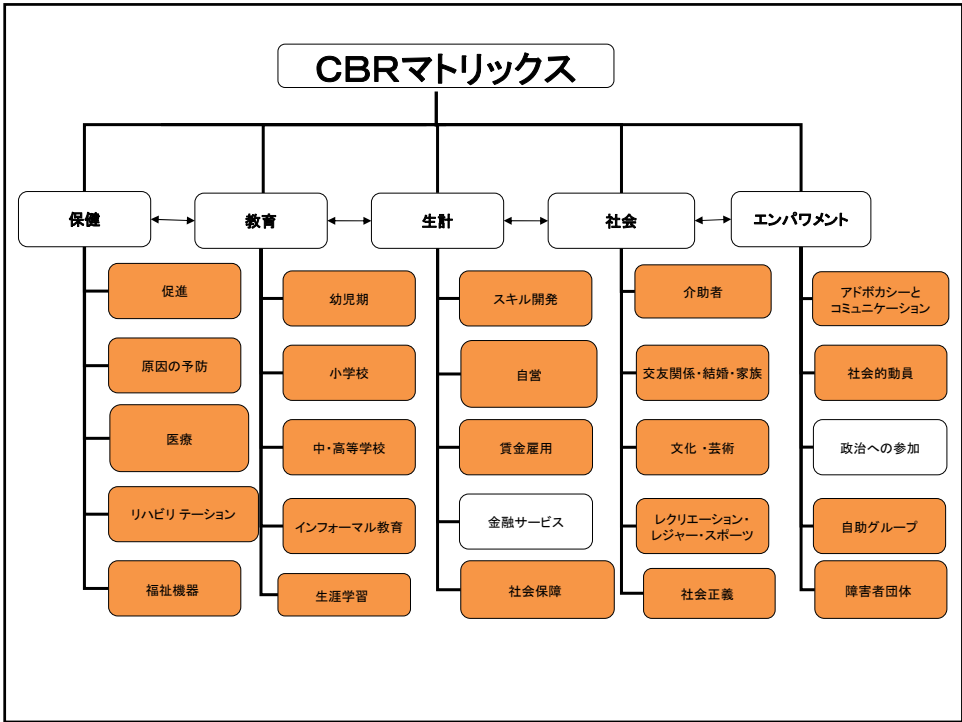 CBRマトリックス
保健
教育
生計
社会
エンパワメント
促進
原因の予防
医療
リハビリ テーション
福祉機器
幼児期
小学校
中・高等学校
インフォーマル教育
生涯学習
スキル開発
自営
賃金雇用
金融サービス
社会保障
介助者
交友関係・結婚・家族
文化 ・芸術
レクリエーション・
レジャー・スポーツ
社会正義
アドボカシーと
コミュニケーション
社会的動員
政治への参加
自助グループ
障害者団体